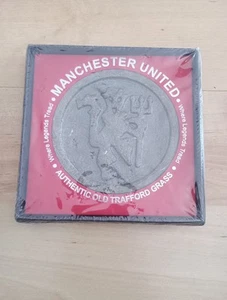 MANCHESTER UNITED
Where Legends Tread
Where Legends Tread
AUTHENTIC OLD TRAFFORD GRASS